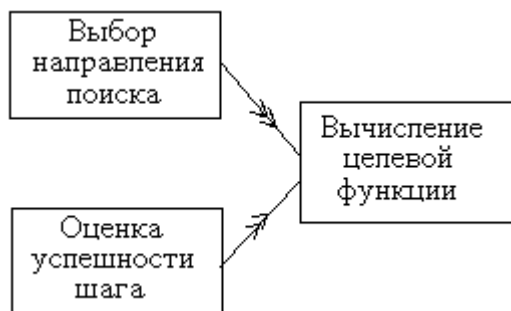 Выбор
направления
поиска
Вычисление
целевой
функции
Оценка
успешности
шага